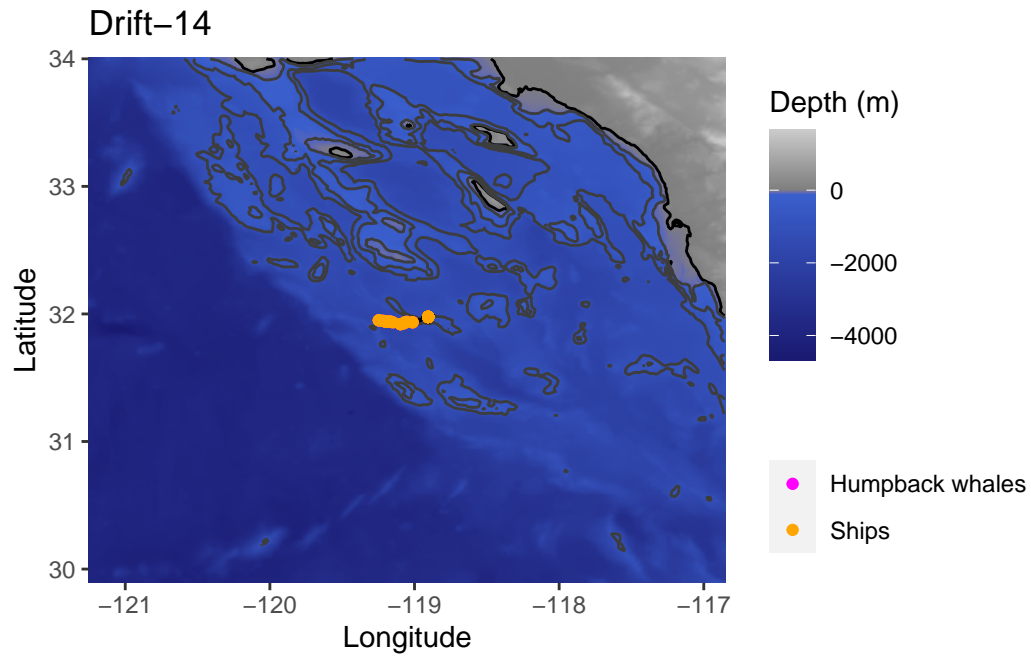 Drift−14
34
33
32
31
30
Latitude
−121
−120
−119
−118
−117
Longitude
Depth (m)
0
−2000
−4000
Humpback whales
Ships